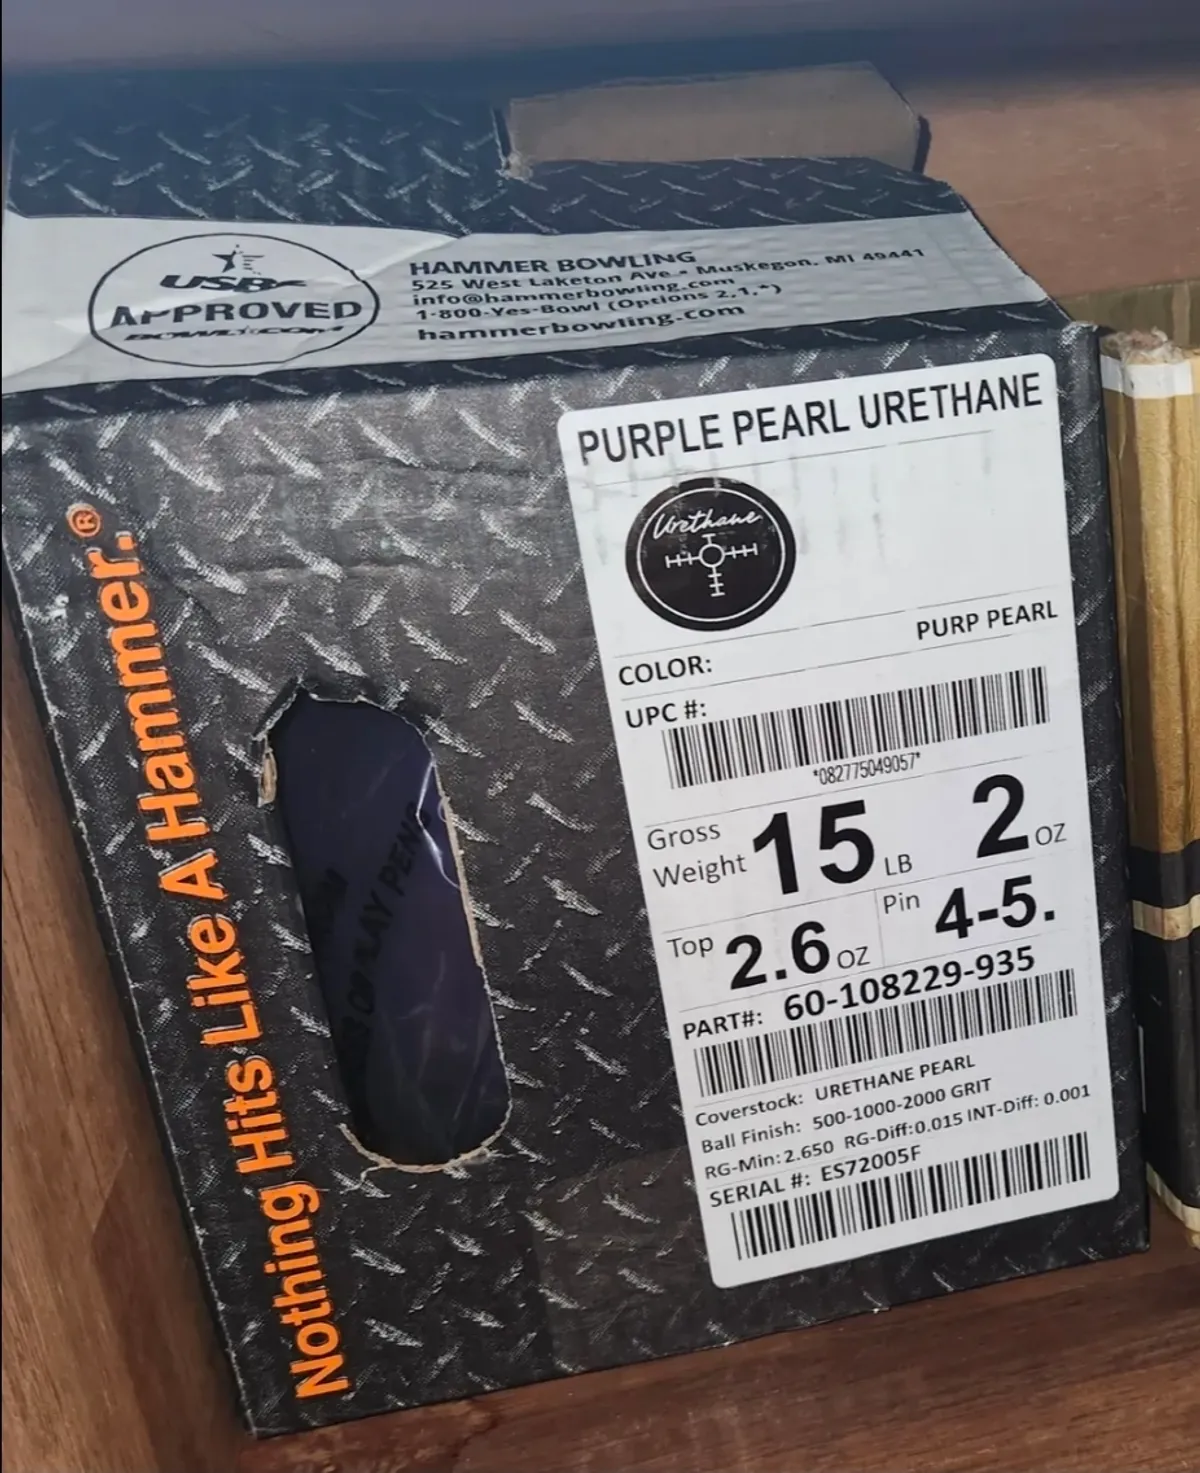 USBC
APPROVED
BOWL.COM
HAMMER BOWLING
525 West Laketon Ave • Muskegon, MI 49441
info@hammerbowling.com
1-800-Yes-Bowl (Options 2,1,*)
hammerbowling.com
Nothing Hits Like A Hammer.®
PURPLE PEARL URETHANE
Urethane
COLOR: PURP PEARL
UPC #:
*082775049057*
Gross Weight 15 LB 2 OZ
Top 2.6 OZ Pin 4-5.
PART#: 60-108229-935
Coverstock: URETHANE PEARL
Ball Finish: 500-1000-2000 GRIT
RG-Min: 2.650 RG-Diff:0.015 INT-Diff: 0.001
SERIAL #: ES72005F